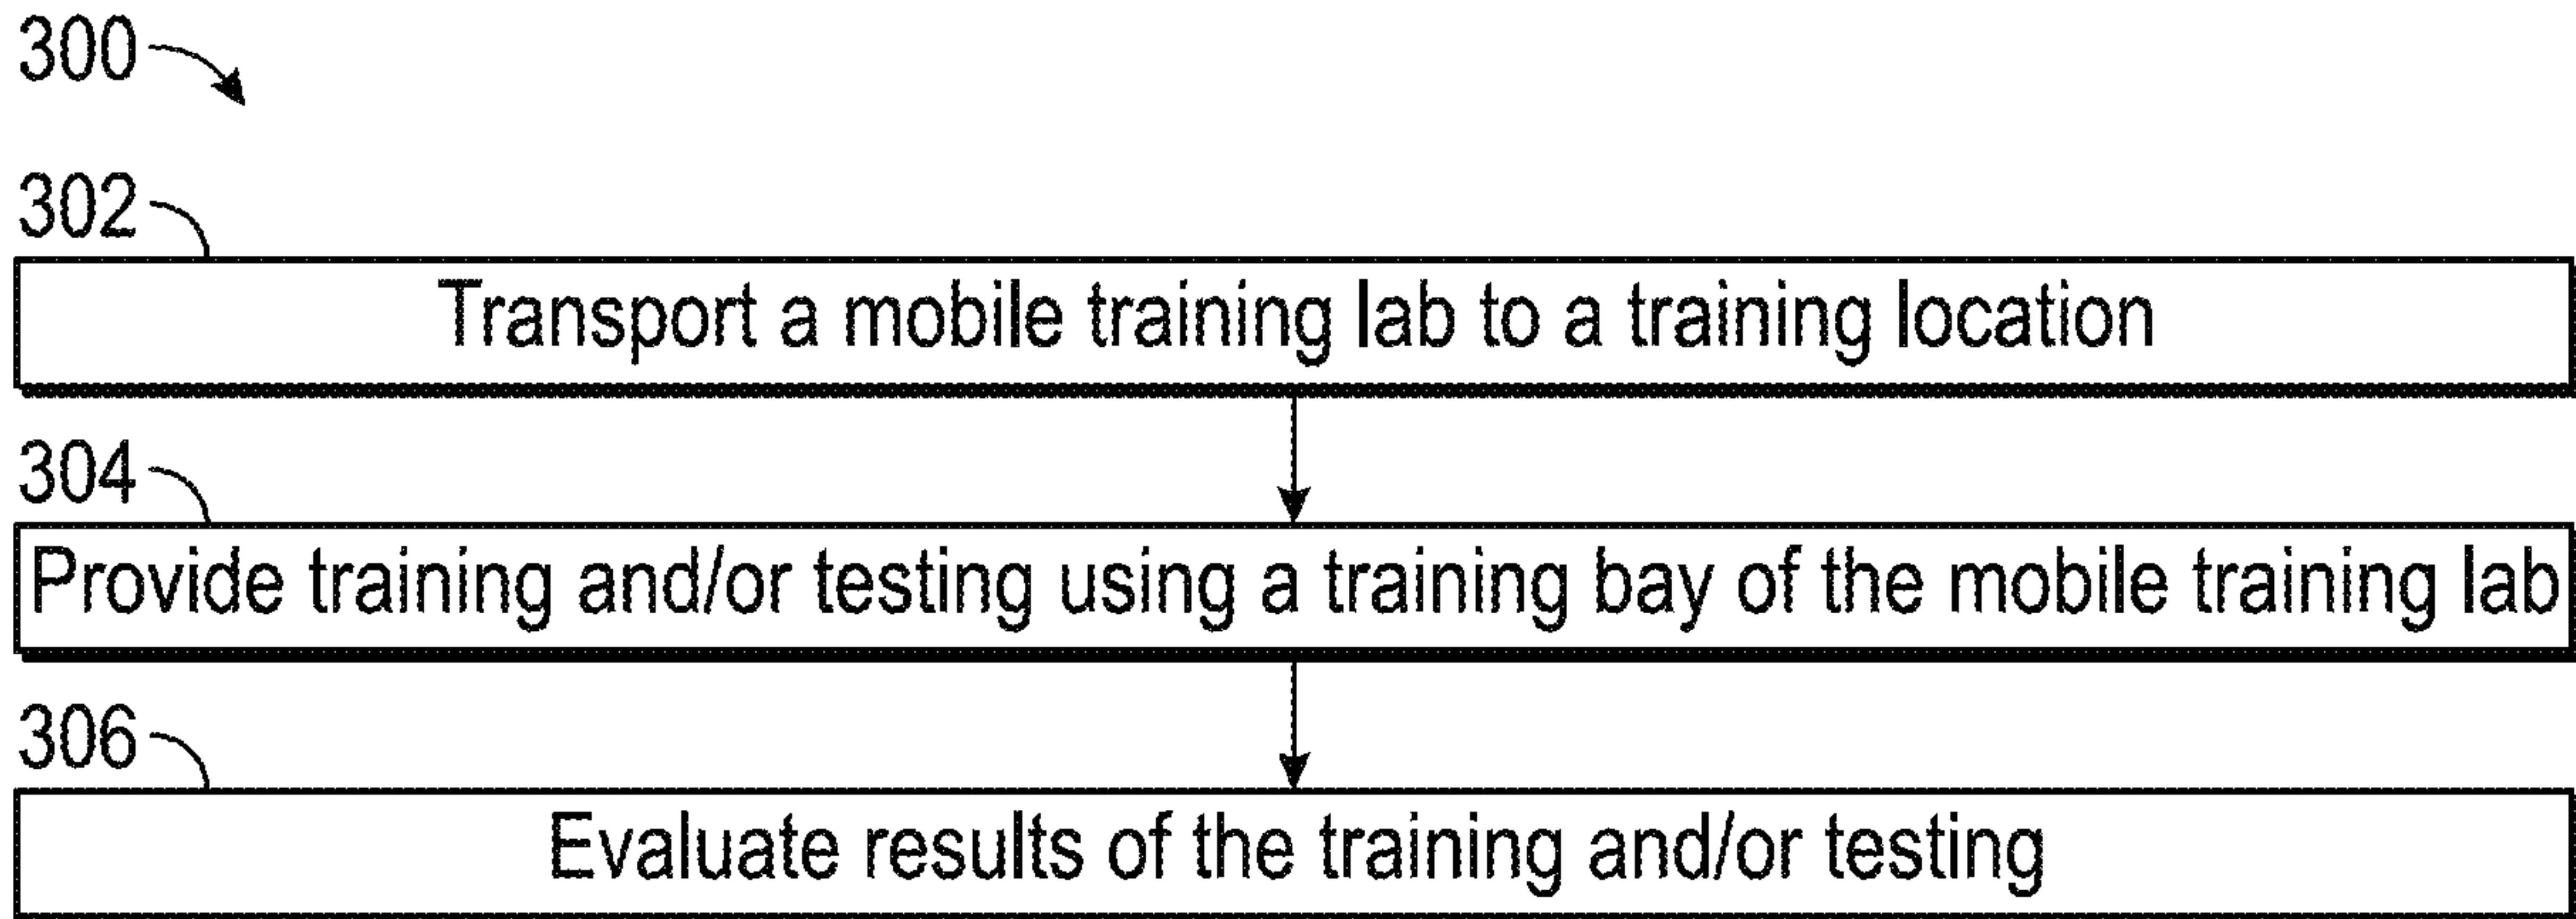 300
302
Transport a mobile training lab to a training location
304
Provide training and/or testing using a training bay of the mobile training lab
306
Evaluate results of the training and/or testing